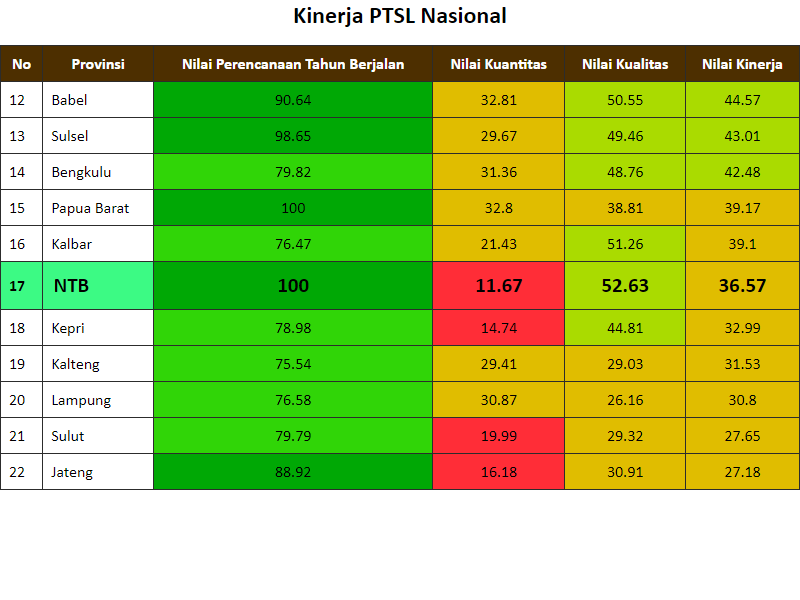 Kinerja PTSL Nasional
No Provinsi Nilai Perencanaan Tahun Berjalan Nilai Kuantitas Nilai Kualitas Nilai Kinerja
12 Babel 90.64 32.81 50.55 44.57
13 Sulsel 98.65 29.67 49.46 43.01
14 Bengkulu 79.82 31.36 48.76 42.48
15 Papua Barat 100 32.8 38.81 39.17
16 Kalbar 76.47 21.43 51.26 39.1
17 NTB 100 11.67 52.63 36.57
18 Kepri 78.98 14.74 44.81 32.99
19 Kalteng 75.54 29.41 29.03 31.53
20 Lampung 76.58 30.87 26.16 30.8
21 Sulut 79.79 19.99 29.32 27.65
22 Jateng 88.92 16.18 30.91 27.18